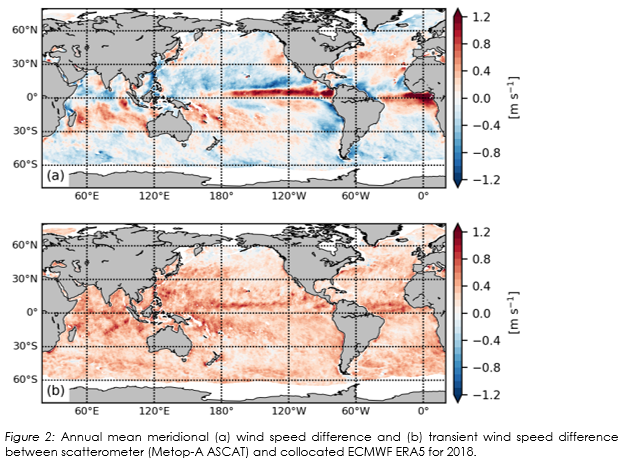 60°N
30°N
0°
30°S
60°S
(a)
60°E 120°E 180° 120°W 60°W 0°
1.2
0.8
0.4
0.0
−0.4
−0.8
−1.2
[m s⁻¹]
60°N
30°N
0°
30°S
60°S
(b)
60°E 120°E 180° 120°W 60°W 0°
1.2
0.8
0.4
0.0
−0.4
−0.8
−1.2
[m s⁻¹]
Figure 2: Annual mean meridional (a) wind speed difference and (b) transient wind speed difference
between scatterometer (Metop-A ASCAT) and collocated ECMWF ERA5 for 2018.